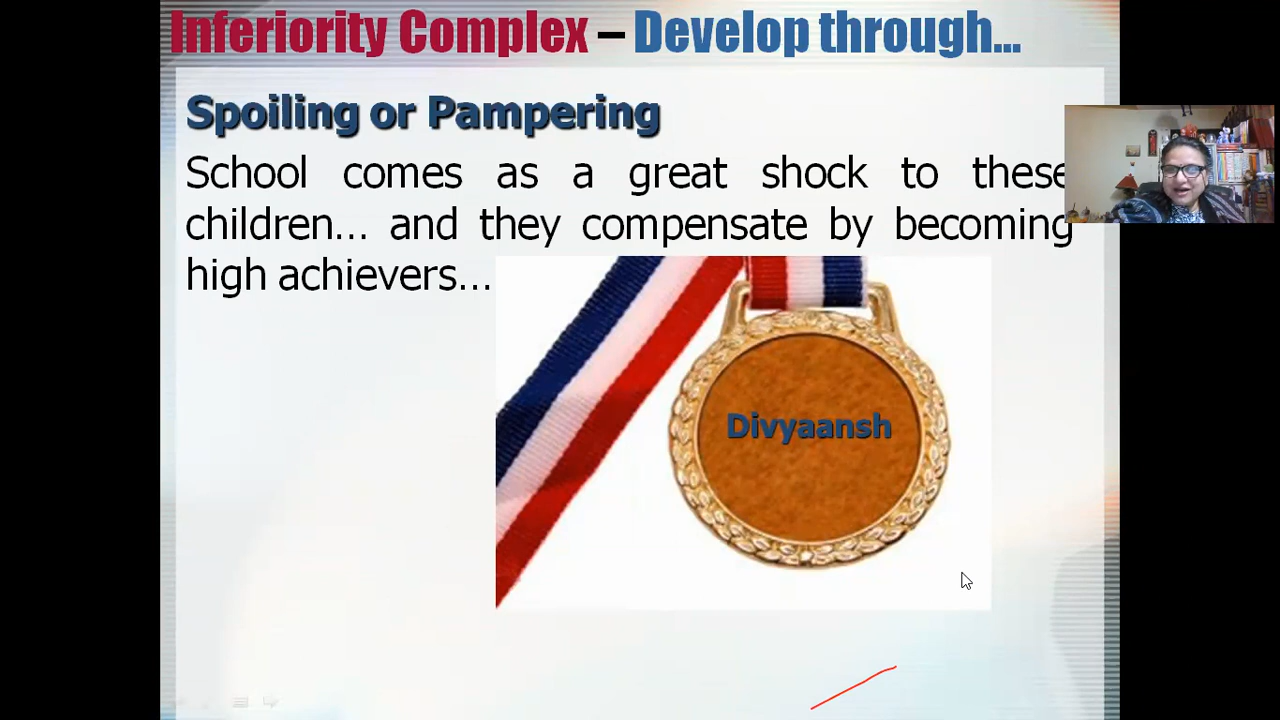 Inferiority Complex – Develop through...
Spoiling or Pampering
School comes as a great shock to these
children... and they compensate by becoming
high achievers...
Divyaansh